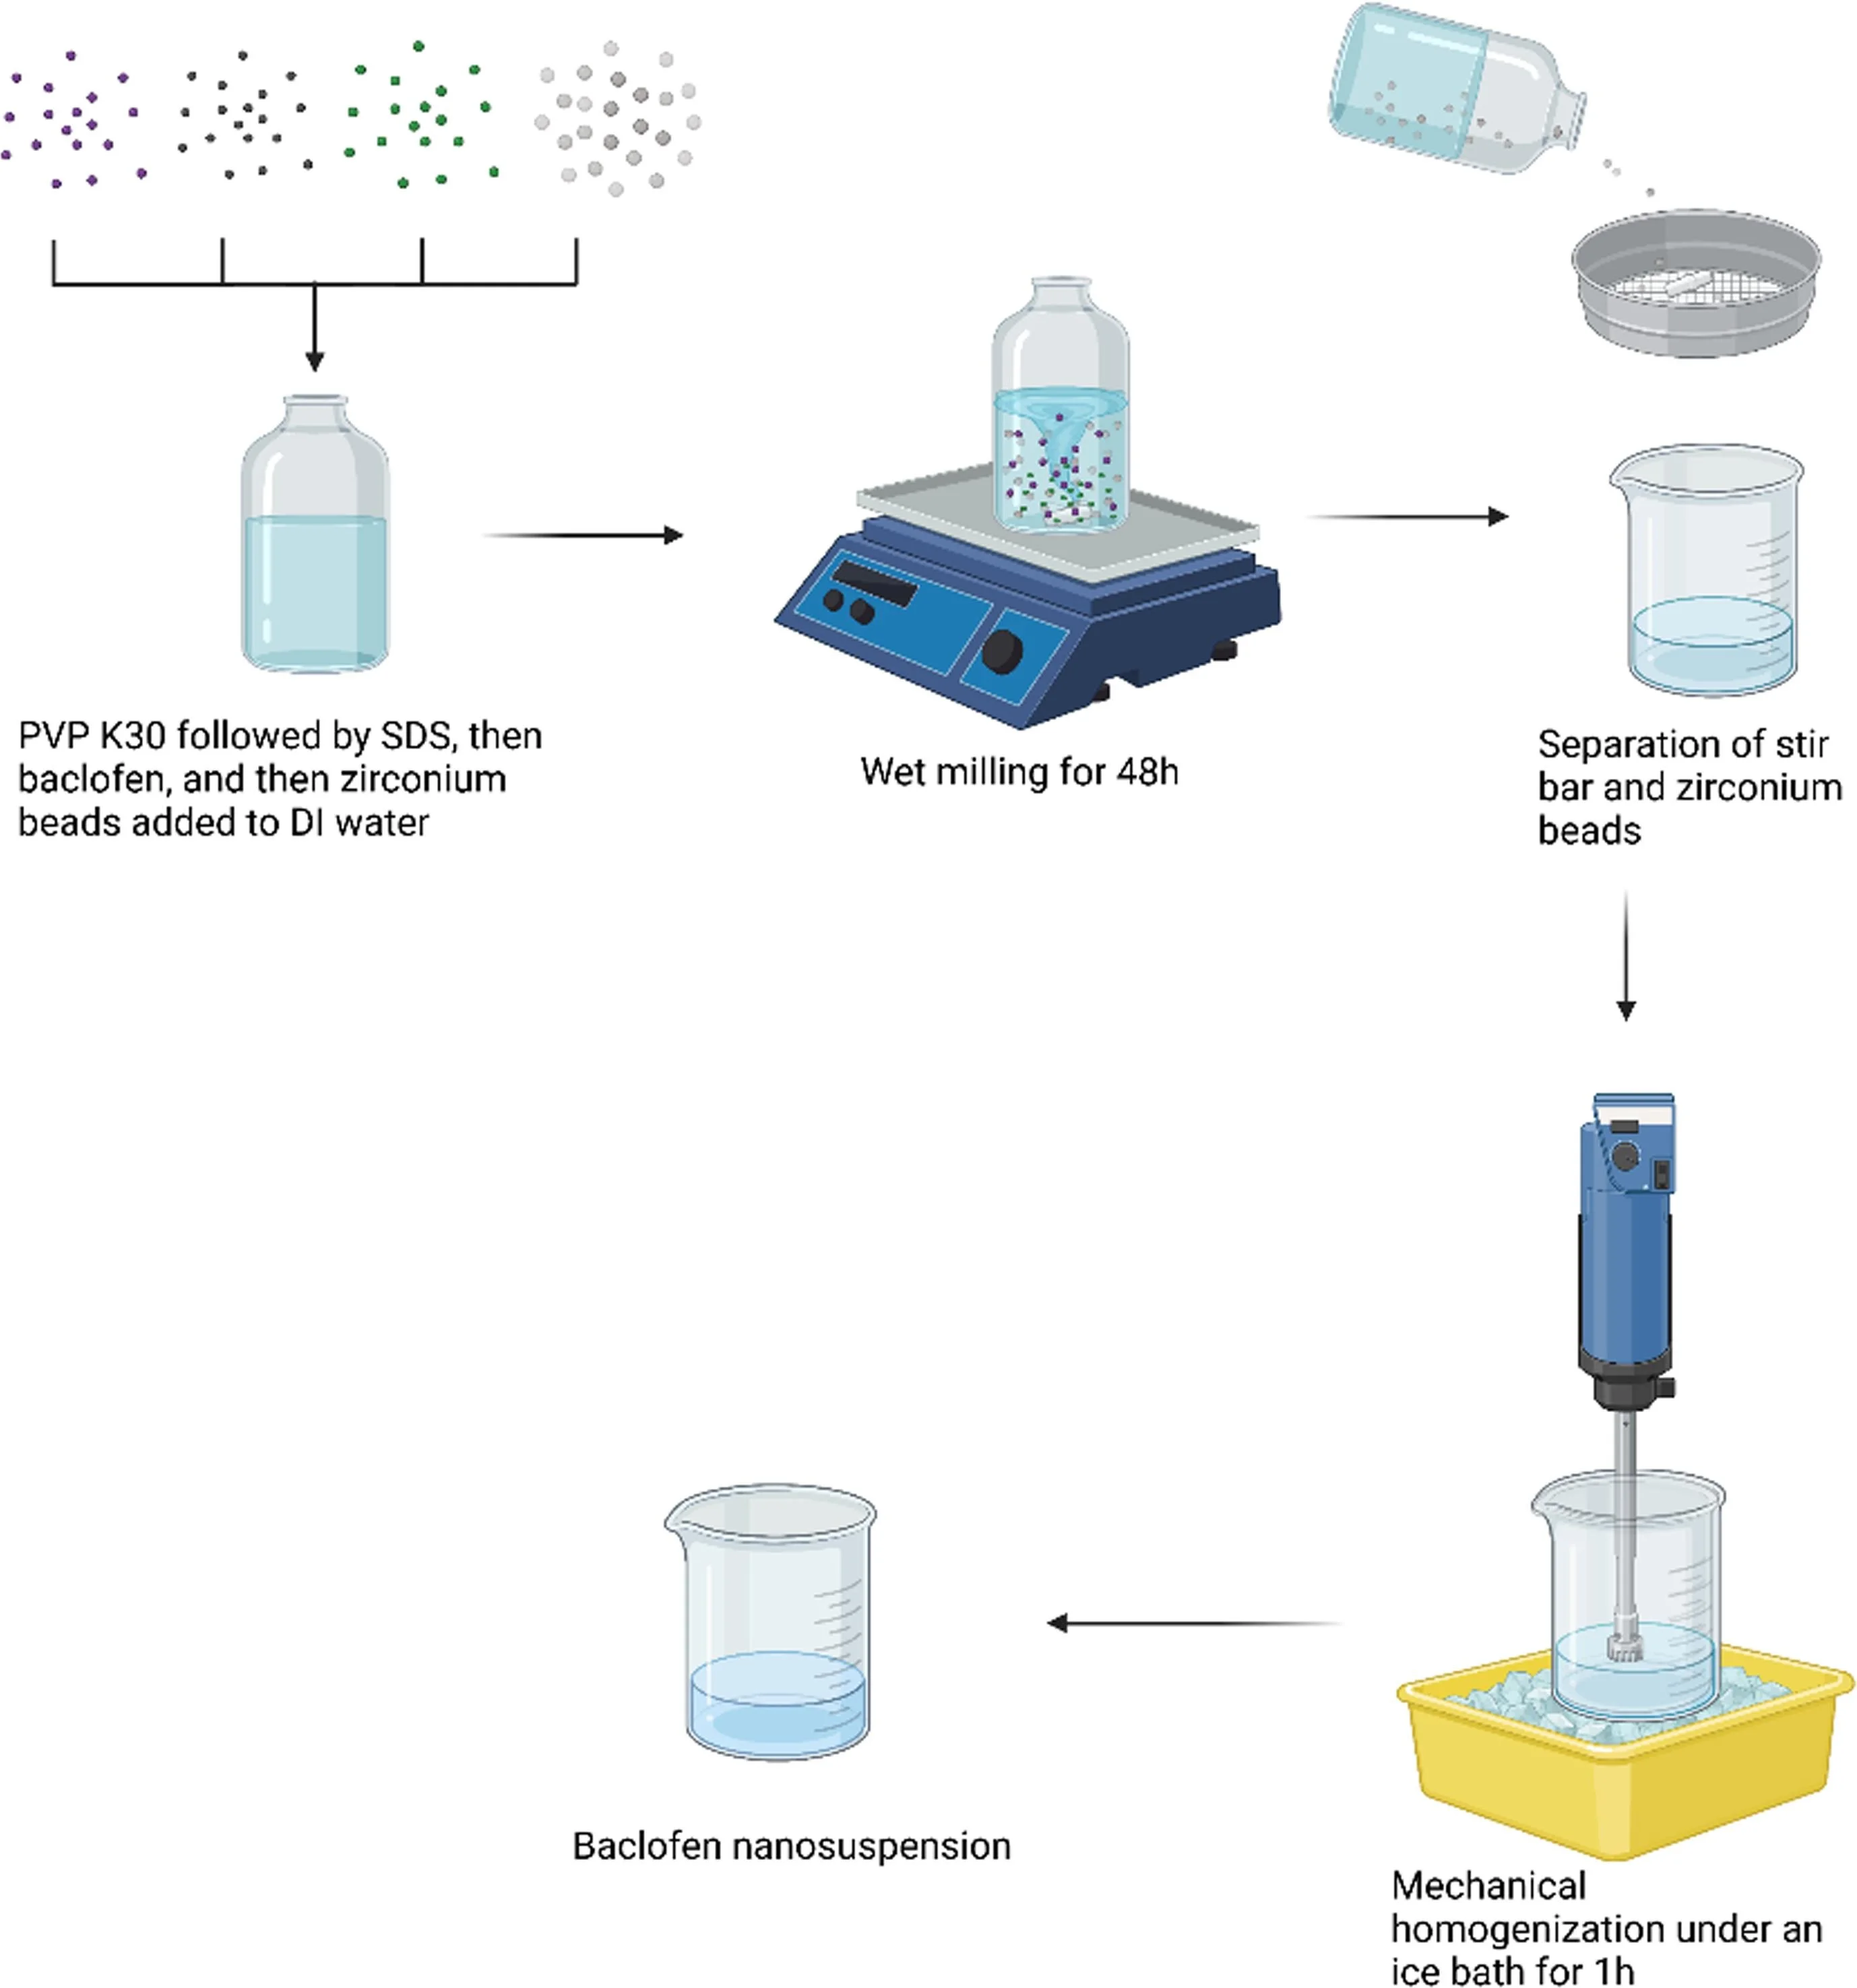 PVP K30 followed by SDS, then
baclofen, and then zirconium
beads added to DI water
Wet milling for 48h
Separation of stir
bar and zirconium
beads
Mechanical
homogenization under an
ice bath for 1h
Baclofen nanosuspension